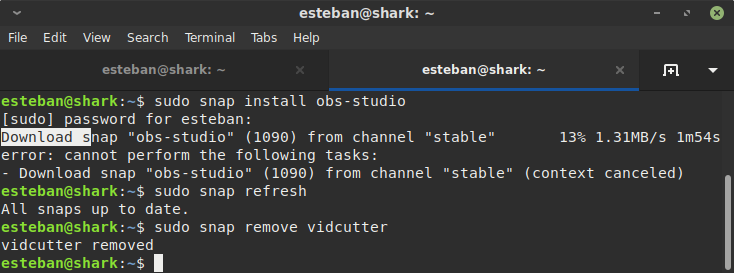 esteban@shark: ~
File Edit View Search Terminal Tabs Help
esteban@shark: ~ esteban@shark: ~
esteban@shark:~$ sudo snap install obs-studio
[sudo] password for esteban:
Download snap "obs-studio" (1090) from channel "stable" 13% 1.31MB/s 1m54s
error: cannot perform the following tasks:
- Download snap "obs-studio" (1090) from channel "stable" (context canceled)
esteban@shark:~$ sudo snap refresh
All snaps up to date.
esteban@shark:~$ sudo snap remove vidcutter
vidcutter removed
esteban@shark:~$